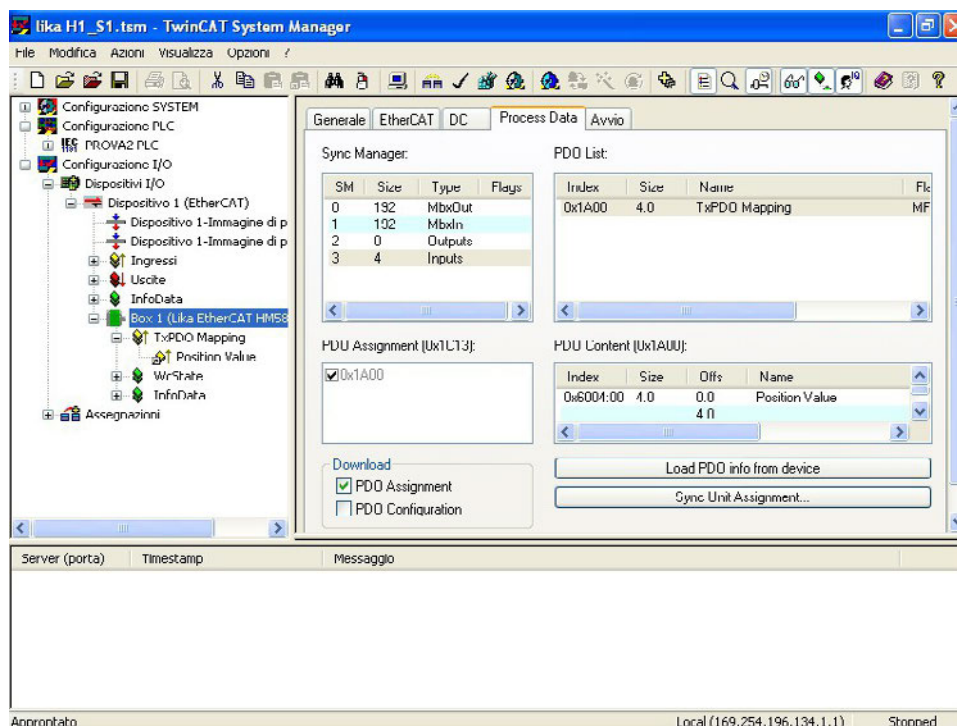 lika H1_S1.tsm - TwinCAT System Manager
File Modifica Azioni Visualizza Opzioni ?
Configurazione SYSTEM
Configurazione PLC
PROVA2 PLC
Configurazione I/O
Dispositivi I/O
Dispositivo 1 (EtherCAT)
Dispositivo 1-Immagine di p
Dispositivo 1-Immagine di p
Ingressi
Uscite
InfoData
Box 1 (Lika EtherCAT HM58
TxPDO Mapping
Position Value
WcState
InfoData
Assegnazioni
Generale EtherCAT DC Process Data Avvio
Sync Manager:
SM Size Type Flags
0 192 MbxOut
1 192 MbxIn
2 0 Outputs
3 4 Inputs
PDO List:
Index Size Name
0x1A00 4.0 TxPDO Mapping MF
PDO Assignment (0x1C13):
0x1A00
PDO Content (0x1A00):
Index Size Offs Name
0x6004:00 4.0 0.0 Position Value
4.0
Download
PDO Assignment
PDO Configuration
Load PDO info from device
Sync Unit Assignment...
Server (porta) Timestamp Messaggio
Approntato Local (169.254.196.134.1.1) Stopped